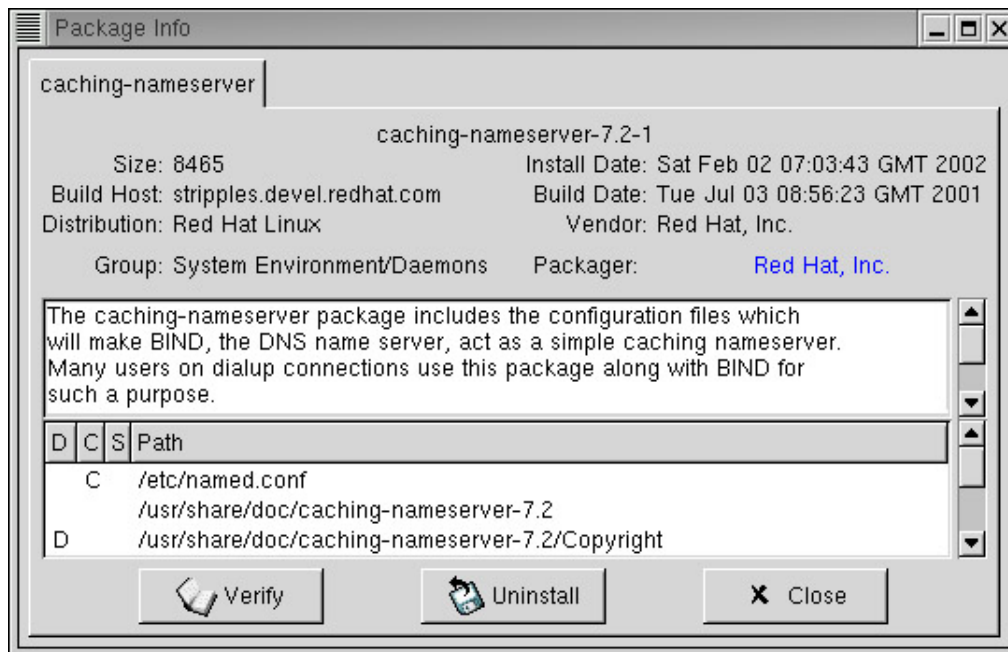 Package Info
caching-nameserver
caching-nameserver-7.2-1
Size: 8465 Install Date: Sat Feb 02 07:03:43 GMT 2002
Build Host: stripples.devel.redhat.com Build Date: Tue Jul 03 08:56:23 GMT 2001
Distribution: Red Hat Linux Vendor: Red Hat, Inc.
Group: System Environment/Daemons Packager: Red Hat, Inc.
The caching-nameserver package includes the configuration files which
will make BIND, the DNS name server, act as a simple caching nameserver.
Many users on dialup connections use this package along with BIND for
such a purpose.
D C S Path
C /etc/named.conf
/usr/share/doc/caching-nameserver-7.2
D /usr/share/doc/caching-nameserver-7.2/Copyright
Verify Uninstall Close